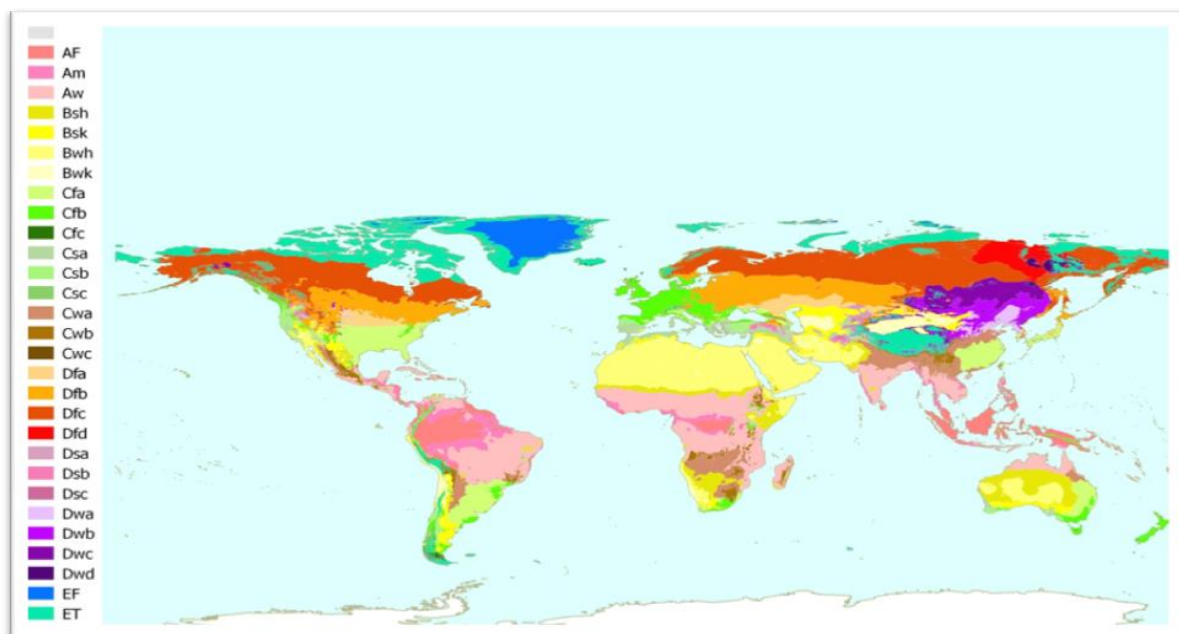 AF
Am
Aw
Bsh
Bsk
Bwh
Bwk
Cfa
Cfb
Cfc
Csa
Csb
Csc
Cwa
Cwb
Cwc
Dfa
Dfb
Dfc
Dfd
Dsa
Dsb
Dsc
Dwa
Dwb
Dwc
Dwd
EF
ET